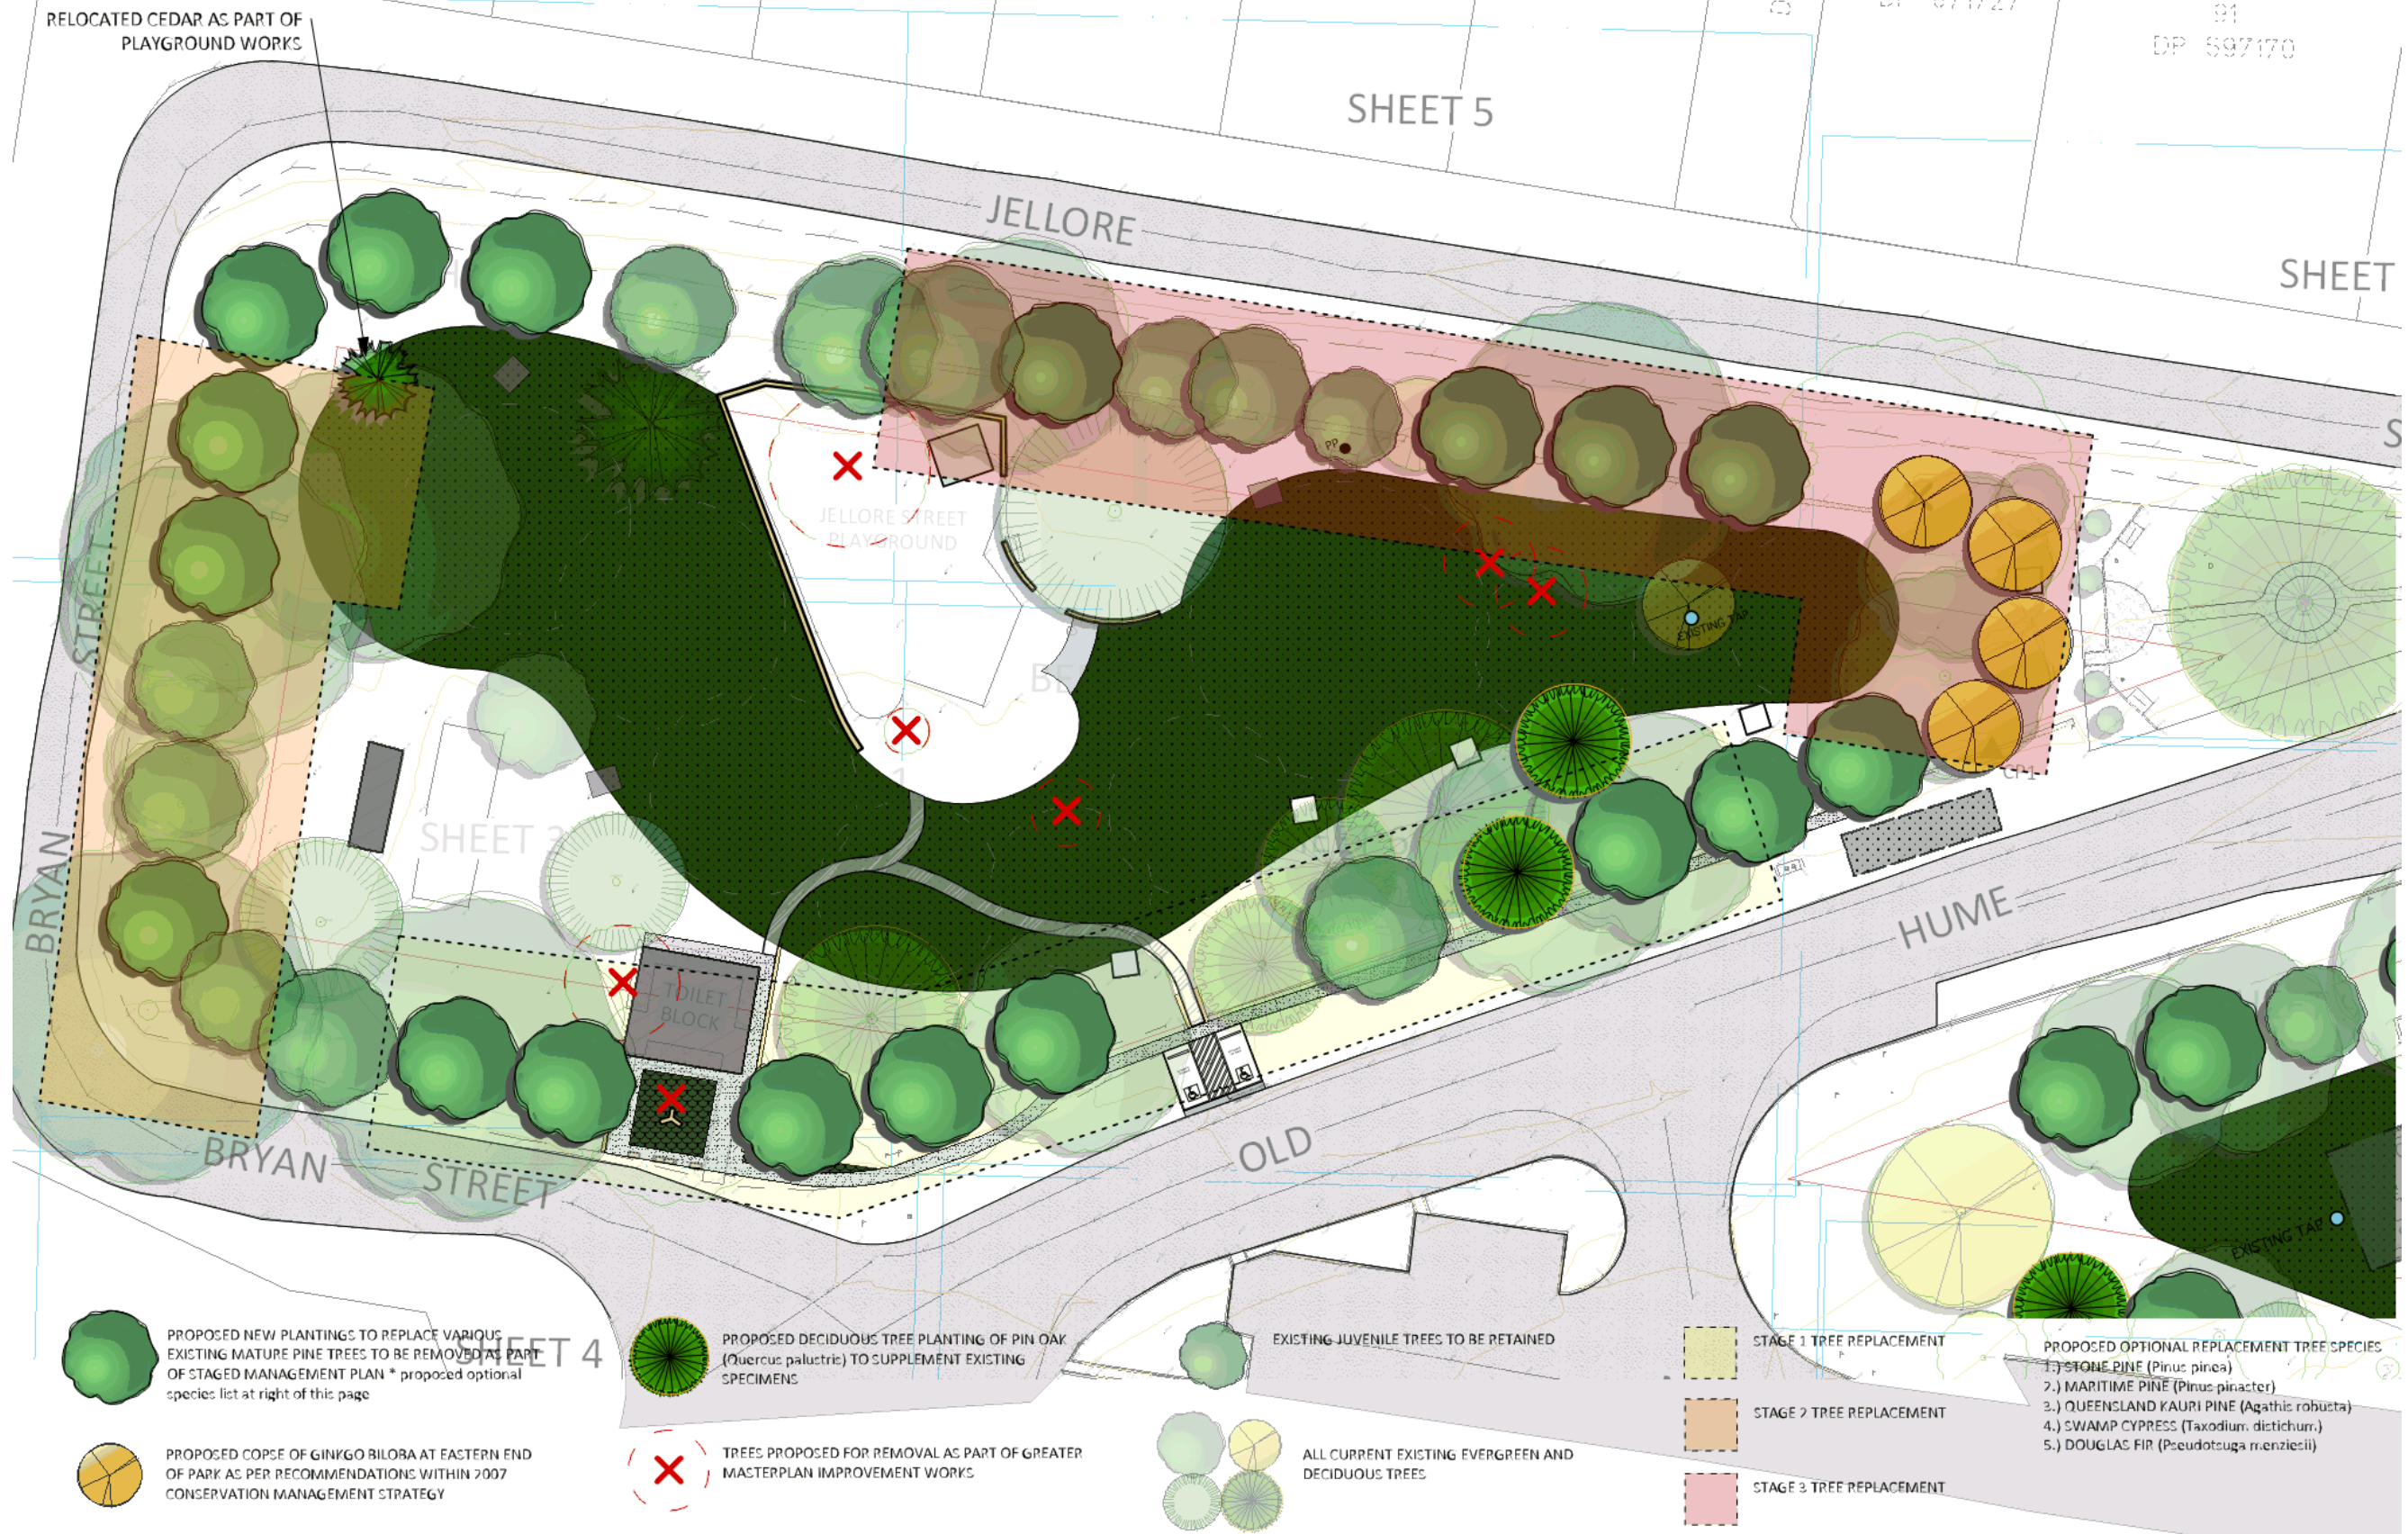 RELOCATED CEDAR AS PART OF
PLAYGROUND WORKS
91
DP 597170
SHEET 5
JELLORE
SHEET
JELLORE STREET
PLAYGROUND
PP
EXISTING TAP
BE
1
STREET
BRYAN
SHEET 3
CP1
TOILET
BLOCK
HUME
OLD
BRYAN
STREET
EXISTING TAP
SHEET 4
PROPOSED NEW PLANTINGS TO REPLACE VARIOUS
EXISTING MATURE PINE TREES TO BE REMOVED AS PART
OF STAGED MANAGEMENT PLAN * proposed optional
species list at right of this page
PROPOSED COPSE OF GINKGO BILOBA AT EASTERN END
OF PARK AS PER RECOMMENDATIONS WITHIN 2007
CONSERVATION MANAGEMENT STRATEGY
PROPOSED DECIDUOUS TREE PLANTING OF PIN OAK
(Quercus palustris) TO SUPPLEMENT EXISTING
SPECIMENS
TREES PROPOSED FOR REMOVAL AS PART OF GREATER
MASTERPLAN IMPROVEMENT WORKS
EXISTING JUVENILE TREES TO BE RETAINED
ALL CURRENT EXISTING EVERGREEN AND
DECIDUOUS TREES
STAGE 1 TREE REPLACEMENT
STAGE 2 TREE REPLACEMENT
STAGE 3 TREE REPLACEMENT
PROPOSED OPTIONAL REPLACEMENT TREE SPECIES
1.) STONE PINE (Pinus pinea)
2.) MARITIME PINE (Pinus pinaster)
3.) QUEENSLAND KAURI PINE (Agathis robusta)
4.) SWAMP CYPRESS (Taxodium distichum)
5.) DOUGLAS FIR (Pseudotsuga menziesii)